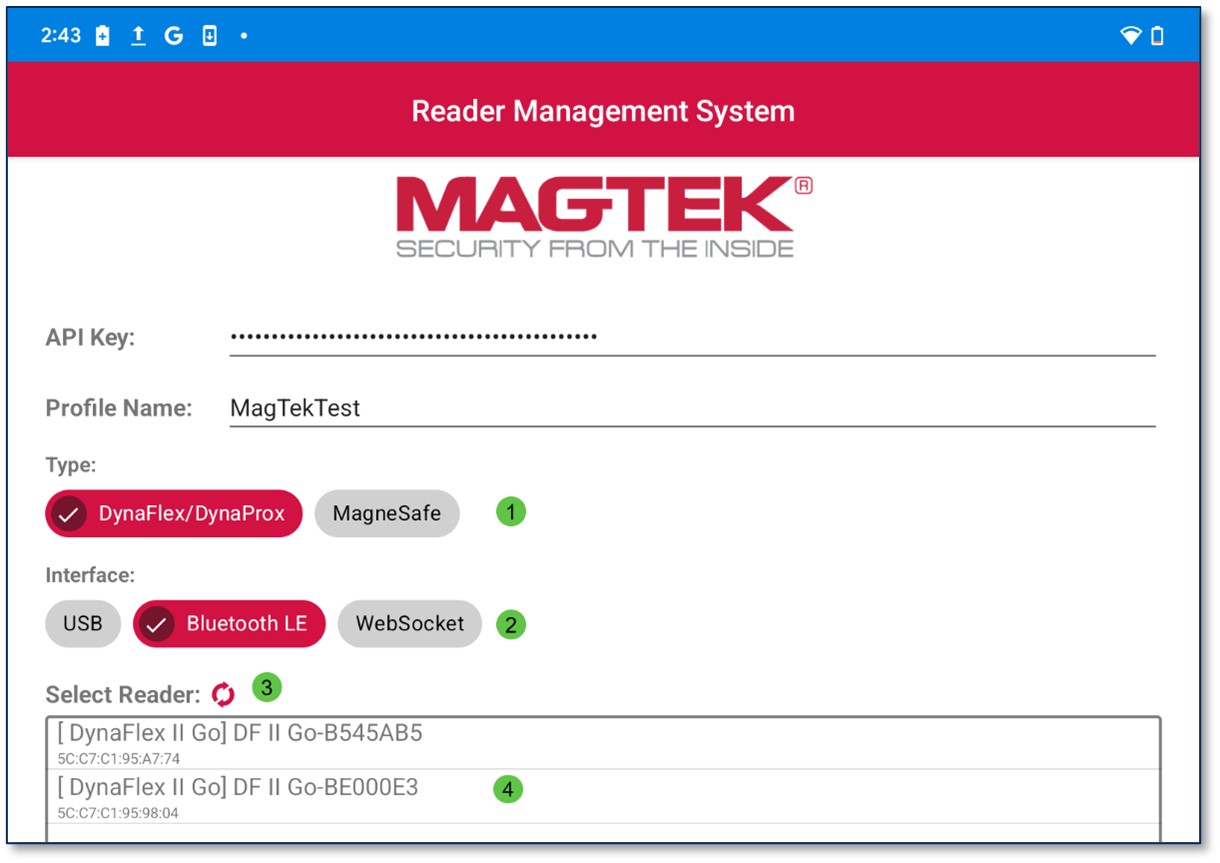 2:43
Reader Management System
MAGTEK®
SECURITY FROM THE INSIDE
API Key: ••••••••••••••••••••••••••••••••••••••••••••
Profile Name: MagTekTest
Type:
DynaFlex/DynaProx MagneSafe 1
Interface:
USB Bluetooth LE WebSocket 2
Select Reader: 3
[ DynaFlex II Go] DF II Go-B545AB5
5C:C7:C1:95:A7:74
[ DynaFlex II Go] DF II Go-BE000E3 4
5C:C7:C1:95:98:04